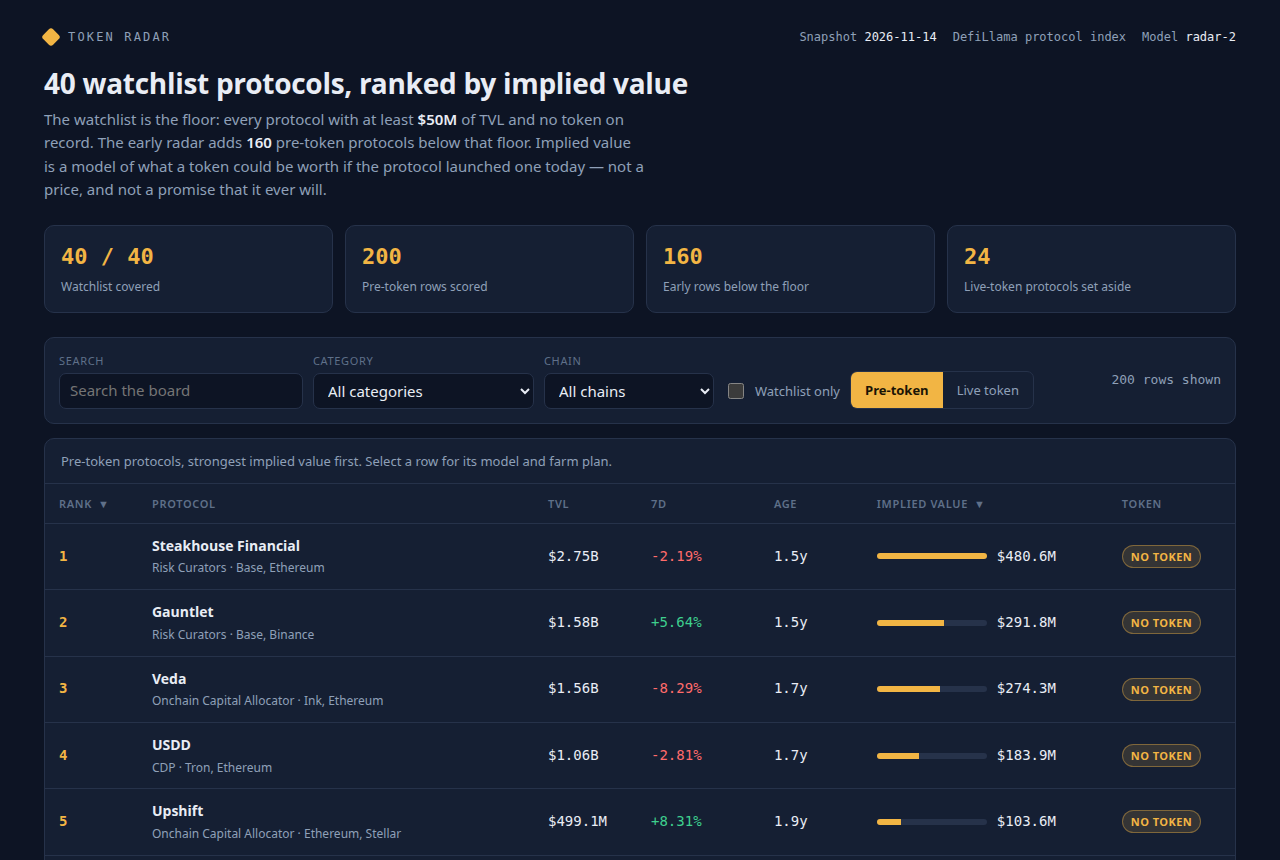 TOKEN RADAR
Snapshot 2026-11-14 DefiLlama protocol index Model radar-2
40 watchlist protocols, ranked by implied value
The watchlist is the floor: every protocol with at least $50M of TVL and no token on
record. The early radar adds 160 pre-token protocols below that floor. Implied value
is a model of what a token could be worth if the protocol launched one today — not a
price, and not a promise that it ever will.
40 / 40
Watchlist covered
200
Pre-token rows scored
160
Early rows below the floor
24
Live-token protocols set aside
SEARCH CATEGORY CHAIN
Search the board All categories All chains Watchlist only Pre-token Live token 200 rows shown
Pre-token protocols, strongest implied value first. Select a row for its model and farm plan.
RANK ▼ PROTOCOL TVL 7D AGE IMPLIED VALUE ▼ TOKEN
1 Steakhouse Financial $2.75B -2.19% 1.5y $480.6M NO TOKEN
Risk Curators · Base, Ethereum
2 Gauntlet $1.58B +5.64% 1.5y $291.8M NO TOKEN
Risk Curators · Base, Binance
3 Veda $1.56B -8.29% 1.7y $274.3M NO TOKEN
Onchain Capital Allocator · Ink, Ethereum
4 USDD $1.06B -2.81% 1.7y $183.9M NO TOKEN
CDP · Tron, Ethereum
5 Upshift $499.1M +8.31% 1.9y $103.6M NO TOKEN
Onchain Capital Allocator · Ethereum, Stellar